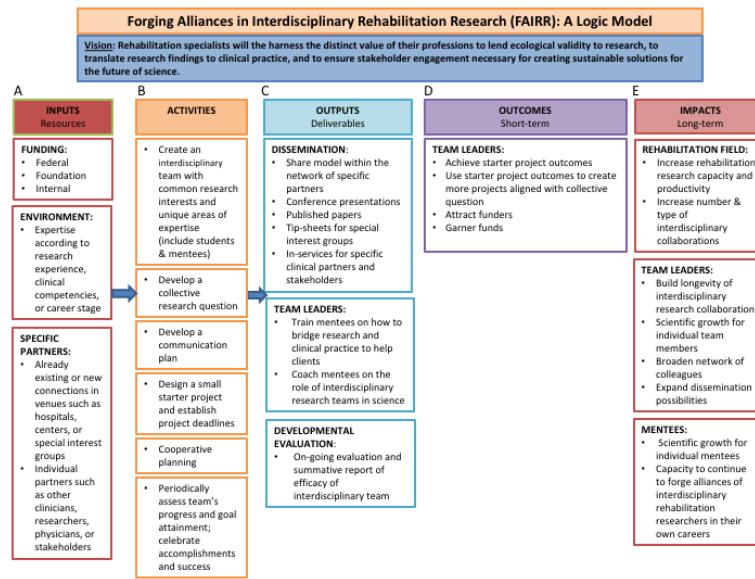 Forging Alliances in Interdisciplinary Rehabilitation Research (FAIRR): A Logic Model
Vision: Rehabilitation specialists will the harness the distinct value of their professions to lend ecological validity to research, to
translate research findings to clinical practice, and to ensure stakeholder engagement necessary for creating sustainable solutions for
the future of science.
A
INPUTS
Resources
FUNDING:
• Federal
• Foundation
• Internal
ENVIRONMENT:
• Expertise
according to
research
experience,
clinical
competencies,
or career stage
SPECIFIC
PARTNERS:
• Already
existing or new
connections in
venues such as
hospitals,
centers, or
special interest
groups
• Individual
partners such
as other
clinicians,
researchers,
physicians, or
stakeholders
B
ACTIVITIES
• Create an
interdisciplinary
team with
common research
interests and
unique areas of
expertise
(include students
& mentees)
• Develop a
collective
research question
• Develop a
communication
plan
• Design a small
starter project
and establish
project deadlines
• Cooperative
planning
• Periodically
assess team's
progress and goal
attainment;
celebrate
accomplishments
and success
C
OUTPUTS
Deliverables
DISSEMINATION:
• Share model within the
network of specific
partners
• Conference presentations
• Published papers
• Tip-sheets for special
interest groups
• In-services for specific
clinical partners and
stakeholders
TEAM LEADERS:
• Train mentees on how to
bridge research and
clinical practice to help
clients
• Coach mentees on the
role of interdisciplinary
research teams in science
DEVELOPMENTAL
EVALUATION:
• On-going evaluation and
summative report of
efficacy of
interdisciplinary team
D
OUTCOMES
Short-term
TEAM LEADERS:
• Achieve starter project outcomes
• Use starter project outcomes to create
more projects aligned with collective
question
• Attract funders
• Garner funds
E
IMPACTS
Long-term
REHABILITATION FIELD:
• Increase rehabilitation
research capacity and
productivity
• Increase number &
type of
interdisciplinary
collaborations
TEAM LEADERS:
• Build longevity of
interdisciplinary
research collaboration
• Scientific growth for
individual team
members
• Broaden network of
colleagues
• Expand dissemination
possibilities
MENTEES:
• Scientific growth for
individual mentees
• Capacity to continue
to forge alliances of
interdisciplinary
rehabilitation
researchers in their
own careers